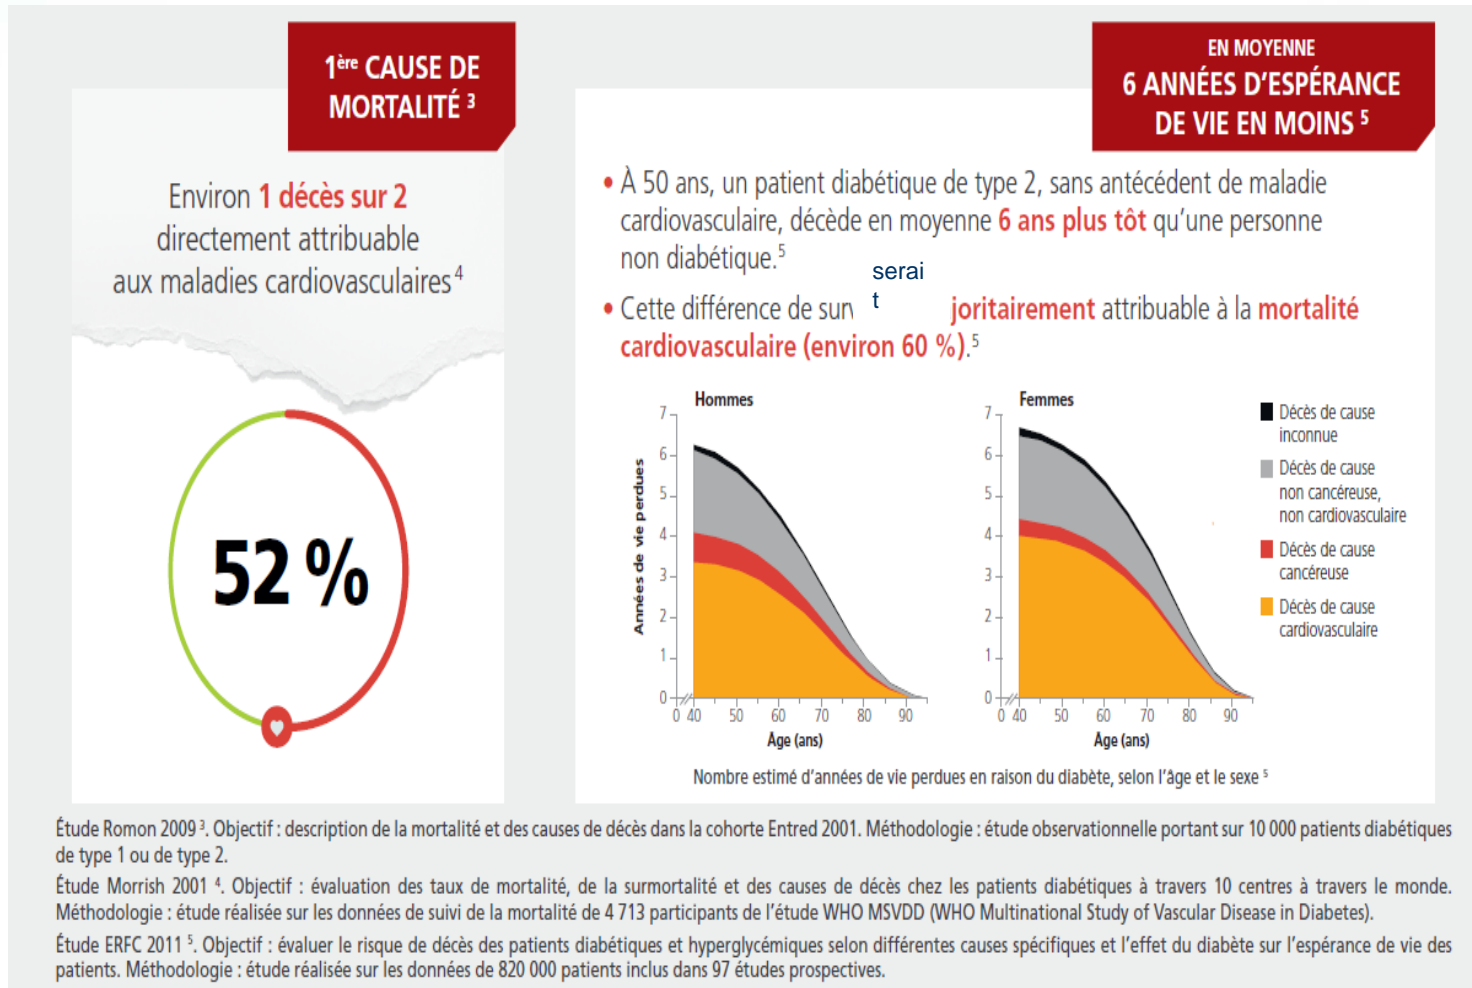 1ère CAUSE DE
MORTALITÉ 3
Environ 1 décès sur 2
directement attribuable
aux maladies cardiovasculaires 4
52 %
EN MOYENNE
6 ANNÉES D'ESPÉRANCE
DE VIE EN MOINS 5
• À 50 ans, un patient diabétique de type 2, sans antécédent de maladie
cardiovasculaire, décède en moyenne 6 ans plus tôt qu'une personne
non diabétique.5
serai
t
• Cette différence de surv joritairement attribuable à la mortalité
cardiovasculaire (environ 60 %).5
Hommes
Années de vie perdues
7
6
5
4
3
2
1
0
0 40 50 60 70 80 90
Âge (ans)
Femmes
7
6
5
4
3
2
1
0
0 40 50 60 70 80 90
Âge (ans)
Décès de cause
inconnue
Décès de cause
non cancéreuse,
non cardiovasculaire
Décès de cause
cancéreuse
Décès de cause
cardiovasculaire
Nombre estimé d'années de vie perdues en raison du diabète, selon l'âge et le sexe 5
Étude Romon 2009 3. Objectif : description de la mortalité et des causes de décès dans la cohorte Entred 2001. Méthodologie : étude observationnelle portant sur 10 000 patients diabétiques
de type 1 ou de type 2.
Étude Morrish 2001 4. Objectif : évaluation des taux de mortalité, de la surmortalité et des causes de décès chez les patients diabétiques à travers 10 centres à travers le monde.
Méthodologie : étude réalisée sur les données de suivi de la mortalité de 4 713 participants de l'étude WHO MSVDD (WHO Multinational Study of Vascular Disease in Diabetes).
Étude ERFC 2011 5. Objectif : évaluer le risque de décès des patients diabétiques et hyperglycémiques selon différentes causes spécifiques et l'effet du diabète sur l'espérance de vie des
patients. Méthodologie : étude réalisée sur les données de 820 000 patients inclus dans 97 études prospectives.